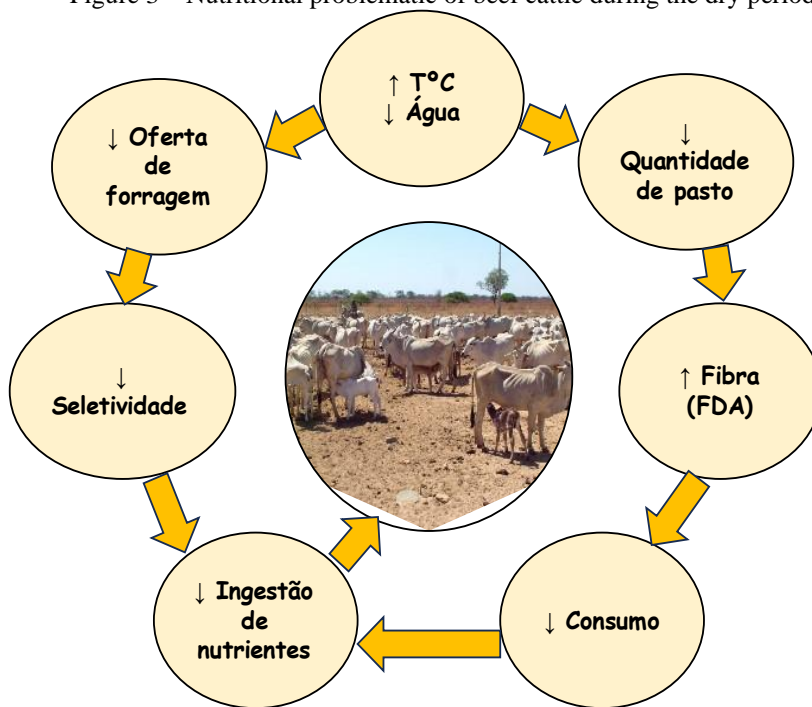 Figure 3 – Nutritional problematic of beef cattle during the dry period
↑ TºC
↓ Água
↓ Oferta
de
forragem
↓
Quantidade
de pasto
↓
Seletividade
↑ Fibra
(FDA)
↓ Ingestão
de
nutrientes
↓ Consumo